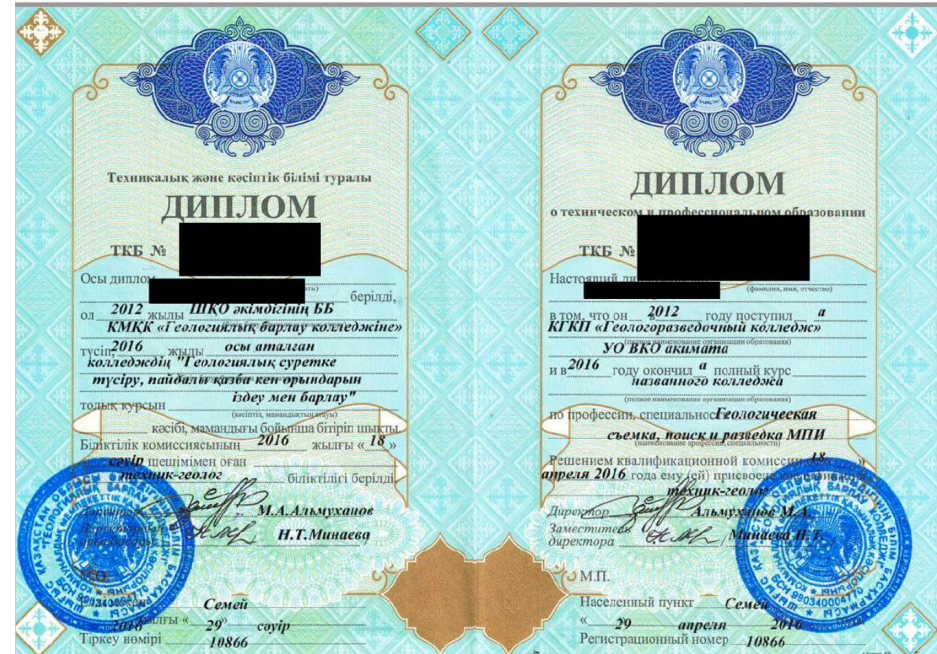 Техникалық және кәсіптік білімі туралы
ДИПЛОМ
ТКБ №
Осы диплом
берілді,
ол 2012 жылы ШҚО әкімдігінің ББ
КМҚК «Геологиялық барлау колледжіне»
түсіп, 2016 жылы осы аталған
колледждің "Геологиялық суретке
түсіру, пайдалы қазба кен орындарын
іздеу мен барлау"
толық курсын
(кәсіптің, мамандықтың атауы)
кәсібі, мамандығы бойынша бітіріп шықты.
Біліктілік комиссиясының 2016 жылғы « 18 »
сәуір шешімімен оған
техник-геолог біліктілігі берілді
Директор М.А.Альмуханов
Директордың орынбасары Н.Т.Минаева
Семей
2016 жылғы « 29» сәуір
Тіркеу нөмірі 10866
ДИПЛОМ
о техническом и профессиональном образовании
ТКБ №
Настоящий
(фамилия, имя, отчество)
в том, что он в 2012 году поступил а
КГКП «Геологоразведочный колледж»
(полное наименование организации образования)
УО ВКО акимата
и в 2016 году окончил а полный курс
названного колледжа
(полное наименование организации образования)
по профессии, специальности Геологическая
съемка, поиск и разведка МПИ
(наименование профессии, специальности)
Решением квалификационной комиссии 18
апреля 2016 года ему (ей) присвоена
техник-геолог
Директор Альмуханов М.А.
Заместитель
директора Минаева Н.Т.
М.П.
Населенный пункт Семей
« 29 апреля 2016
Регистрационный номер 10866